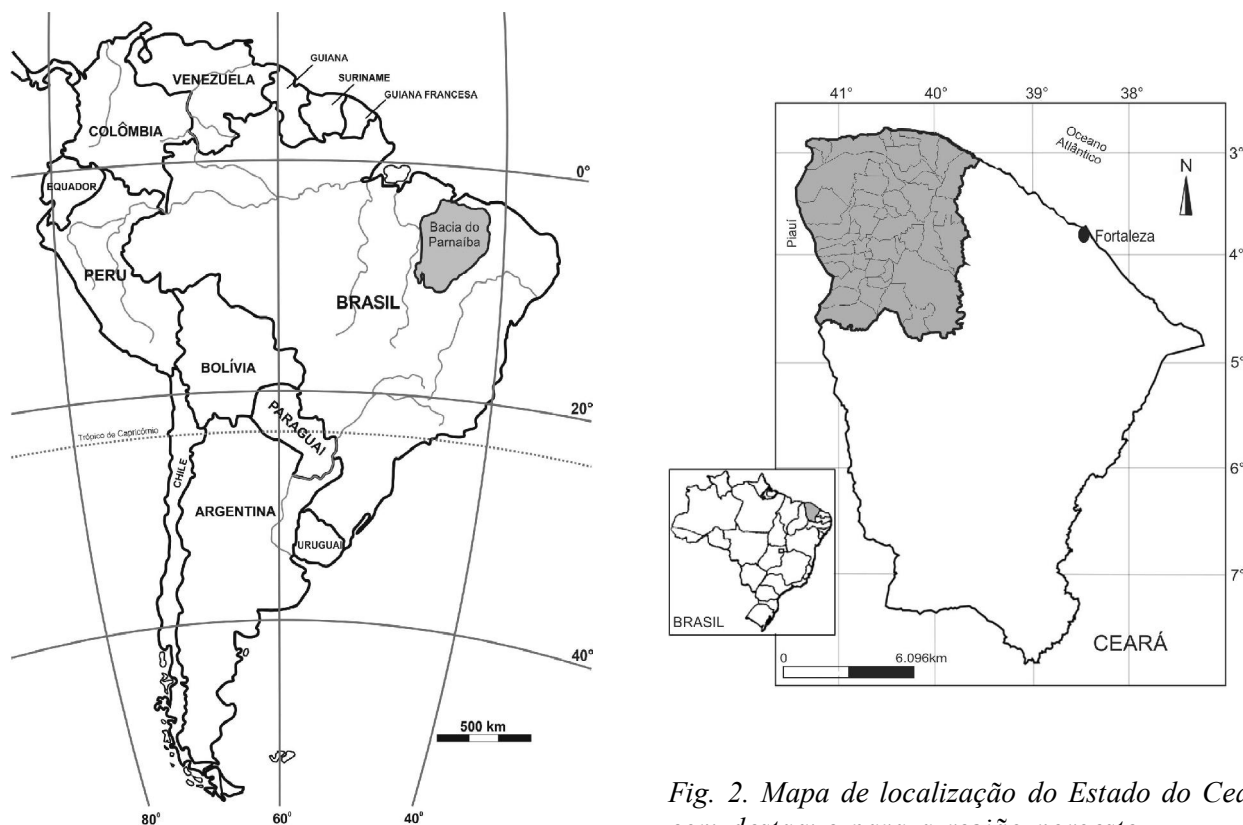 GUIANA
VENEZUELA
SURINAME
GUIANA FRANCESA
COLÔMBIA
0°
EQUADOR
Bacia do
Parnaíba
PERU
BRASIL
BOLÍVIA
20°
PARAGUAI
Trópico de Capricórnio
CHILE
ARGENTINA
URUGUAI
40°
500 km
80° 60° 40°
41° 40° 39° 38°
Oceano
Atlântico
3°
N
Piauí
Fortaleza
4°
5°
6°
7°
BRASIL
CEARÁ
0 6.096km
Fig. 2. Mapa de localização do Estado do Cea